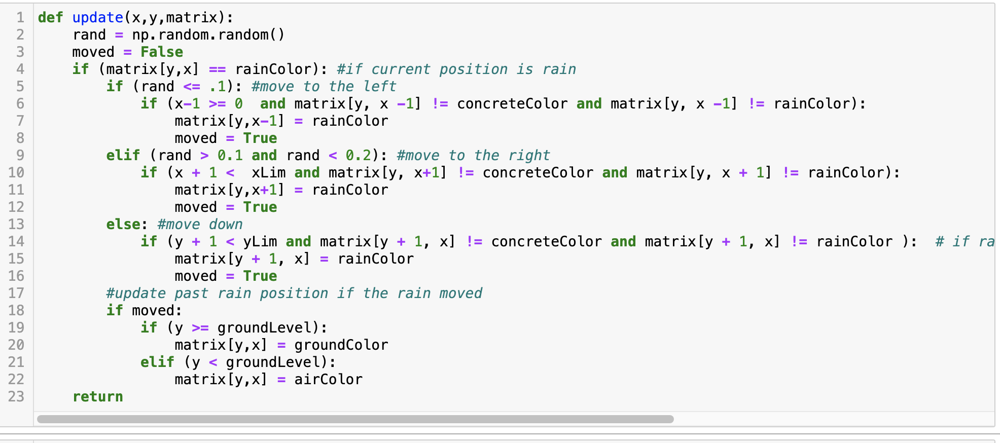 1 def update(x,y,matrix):
2     rand = np.random.random()
3     moved = False
4     if (matrix[y,x] == rainColor): #if current position is rain
5         if (rand <= .1): #move to the left
6             if (x-1 >= 0  and matrix[y, x -1] != concreteColor and matrix[y, x -1] != rainColor):
7                 matrix[y,x-1] = rainColor
8                 moved = True
9         elif (rand > 0.1 and rand < 0.2): #move to the right
10             if (x + 1 <  xLim and matrix[y, x+1] != concreteColor and matrix[y, x + 1] != rainColor):
11                 matrix[y,x+1] = rainColor
12                 moved = True
13         else: #move down
14             if (y + 1 < yLim and matrix[y + 1, x] != concreteColor and matrix[y + 1, x] != rainColor ):  # if ra
15                 matrix[y + 1, x] = rainColor
16                 moved = True
17         #update past rain position if the rain moved
18         if moved:
19             if (y >= groundLevel):
20                 matrix[y,x] = groundColor
21             elif (y < groundLevel):
22                 matrix[y,x] = airColor
23     return